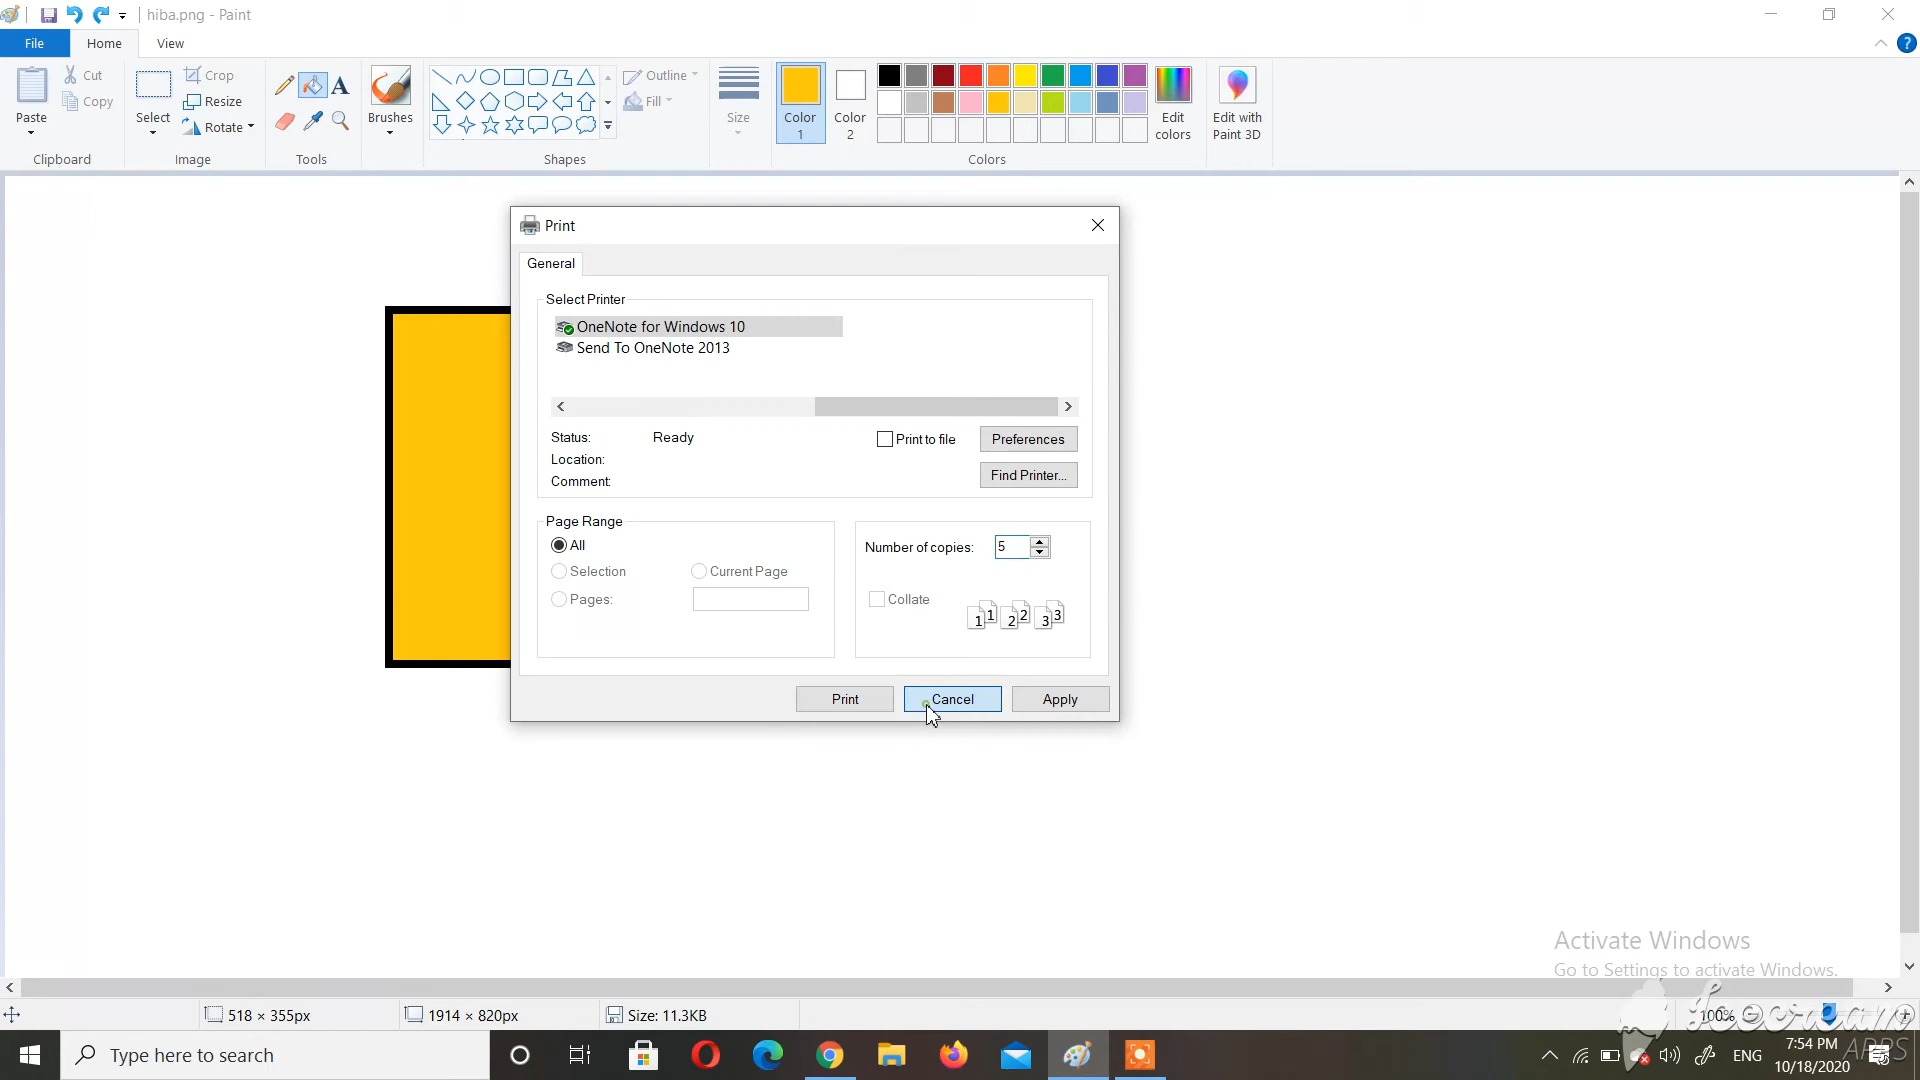 hiba.png - Paint
File
Home
View
Paste
Cut
Copy
Clipboard
Select
Crop
Resize
Rotate
Image
A
Tools
Brushes
Outline
Fill
Shapes
Size
Color
1
Color
2
Edit
colors
Edit with
Paint 3D
Colors
?
Print
General
Select Printer
OneNote for Windows 10
Send To OneNote 2013
Status:
Ready
Location:
Comment:
Print to file
Preferences
Find Printer...
Page Range
All
Selection
Current Page
Pages:
Number of copies:
5
Collate
1 1 2 2 3 3
Print
Cancel
Apply
Activate Windows
Go to Settings to activate Windows.
518 × 355px
1914 × 820px
Size: 11.3KB
100%
Icecream
APPS
Type here to search
ENG
7:54 PM
10/18/2020